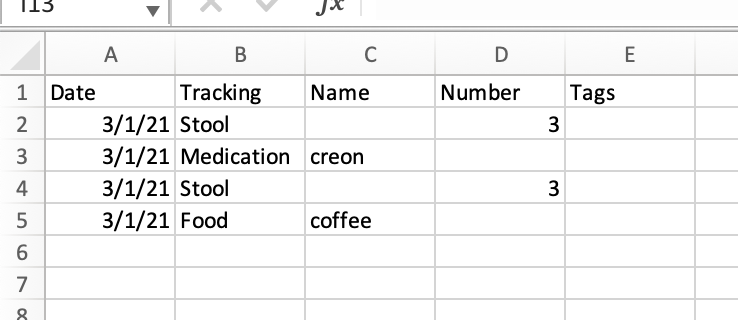 fx
A B C D E
1 Date Tracking Name Number Tags
2 3/1/21 Stool 3
3 3/1/21 Medication creon
4 3/1/21 Stool 3
5 3/1/21 Food coffee
6
7
8